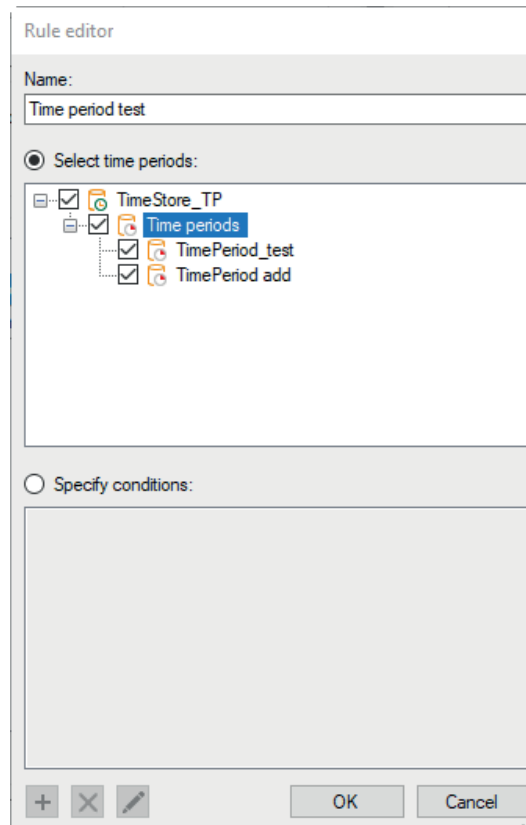 Rule editor
Name:
Time period test
Select time periods:
TimeStore_TP
Time periods
TimePeriod_test
TimePeriod add
Specify conditions:
OK Cancel